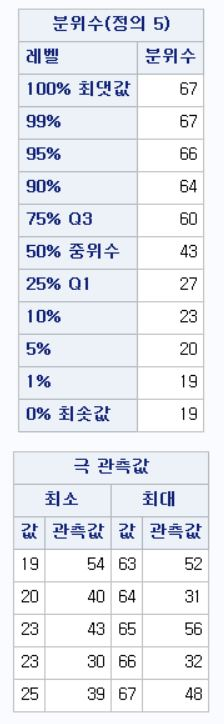 분위수(정의 5)
레벨 분위수
100% 최댓값 67
99% 67
95% 66
90% 64
75% Q3 60
50% 중위수 43
25% Q1 27
10% 23
5% 20
1% 19
0% 최솟값 19
극 관측값
최소 최대
값 관측값 값 관측값
19 54 63 52
20 40 64 31
23 43 65 56
23 30 66 32
25 39 67 48